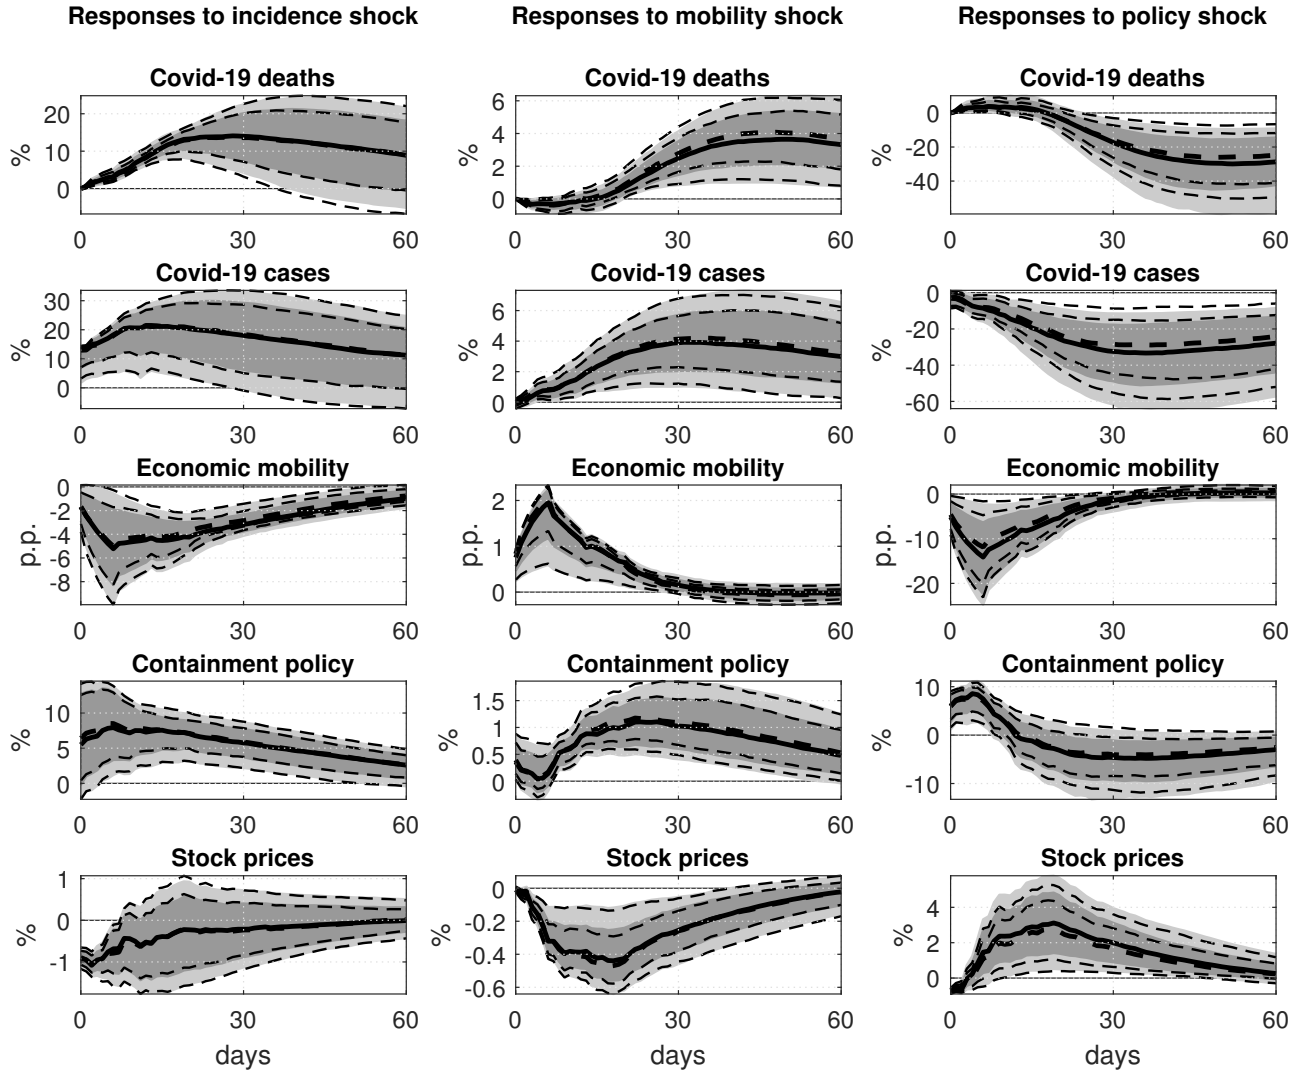 Responses to incidence shock Responses to mobility shock Responses to policy shock
Covid-19 deaths Covid-19 deaths Covid-19 deaths
20
10
0
%
0 30 60
6
4
2
0
%
0 30 60
0
-20
-40
%
0 30 60
Covid-19 cases Covid-19 cases Covid-19 cases
30
20
10
0
%
0 30 60
6
4
2
0
%
0 30 60
0
-20
-40
-60
%
0 30 60
Economic mobility Economic mobility Economic mobility
0
-2
-4
-6
-8
p.p.
0 30 60
2
1
0
p.p.
0 30 60
0
-10
-20
p.p.
0 30 60
Containment policy Containment policy Containment policy
10
5
0
%
0 30 60
1.5
1
0.5
0
%
0 30 60
10
0
-10
%
0 30 60
Stock prices Stock prices Stock prices
1
0
-1
%
0 30 60
0
-0.2
-0.4
-0.6
%
0 30 60
4
2
0
%
0 30 60
days days days